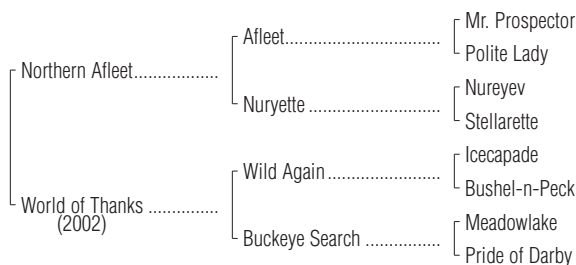 Mr. Prospector
Afleet
Polite Lady
Northern Afleet
Nureyev
Nuryette
Stellarette
Icecapade
Wild Again
Bushel-n-Peck
World of Thanks
(2002)
Meadowlake
Buckeye Search
Pride of Darby